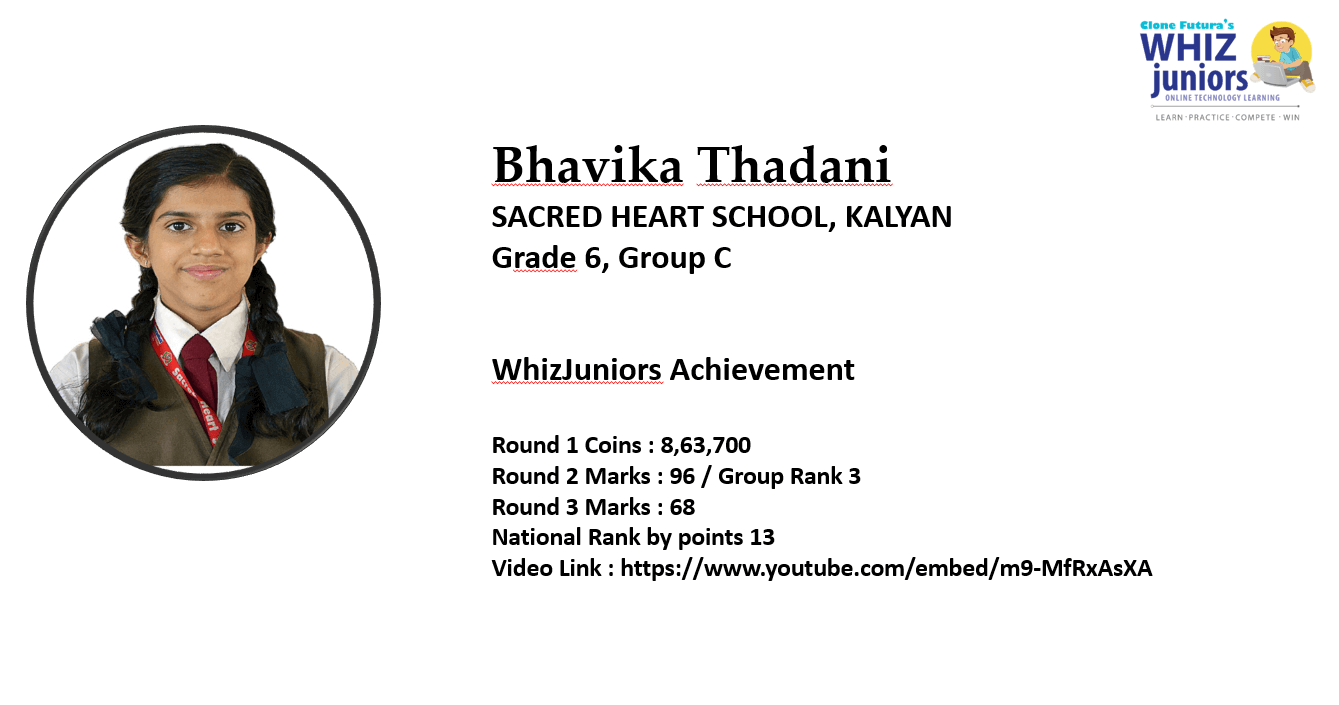 Clone Futura's
WHIZ
juniors
ONLINE TECHNOLOGY LEARNING
LEARN · PRACTICE · COMPETE · WIN
Bhavika Thadani
SACRED HEART SCHOOL, KALYAN
Grade 6, Group C
WhizJuniors Achievement
Round 1 Coins : 8,63,700
Round 2 Marks : 96 / Group Rank 3
Round 3 Marks : 68
National Rank by points 13
Video Link : https://www.youtube.com/embed/m9-MfRxAsXA
Sacred Heart